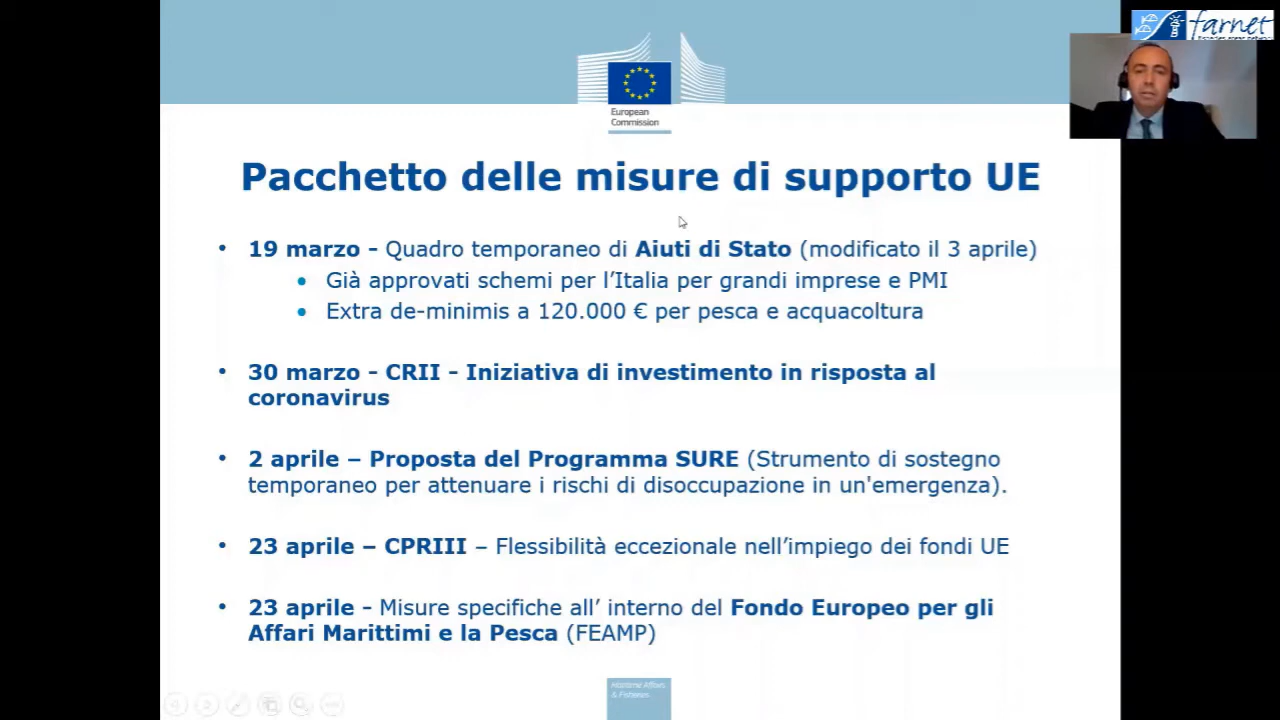 farnet
European
Commission
Pacchetto delle misure di supporto UE
• 19 marzo - Quadro temporaneo di Aiuti di Stato (modificato il 3 aprile)
• Già approvati schemi per l’Italia per grandi imprese e PMI
• Extra de-minimis a 120.000 € per pesca e acquacoltura
• 30 marzo - CRII - Iniziativa di investimento in risposta al
coronavirus
• 2 aprile – Proposta del Programma SURE (Strumento di sostegno
temporaneo per attenuare i rischi di disoccupazione in un'emergenza).
• 23 aprile – CPRIII – Flessibilità eccezionale nell’impiego dei fondi UE
• 23 aprile - Misure specifiche all’ interno del Fondo Europeo per gli
Affari Marittimi e la Pesca (FEAMP)
Maritime Affairs
& Fisheries